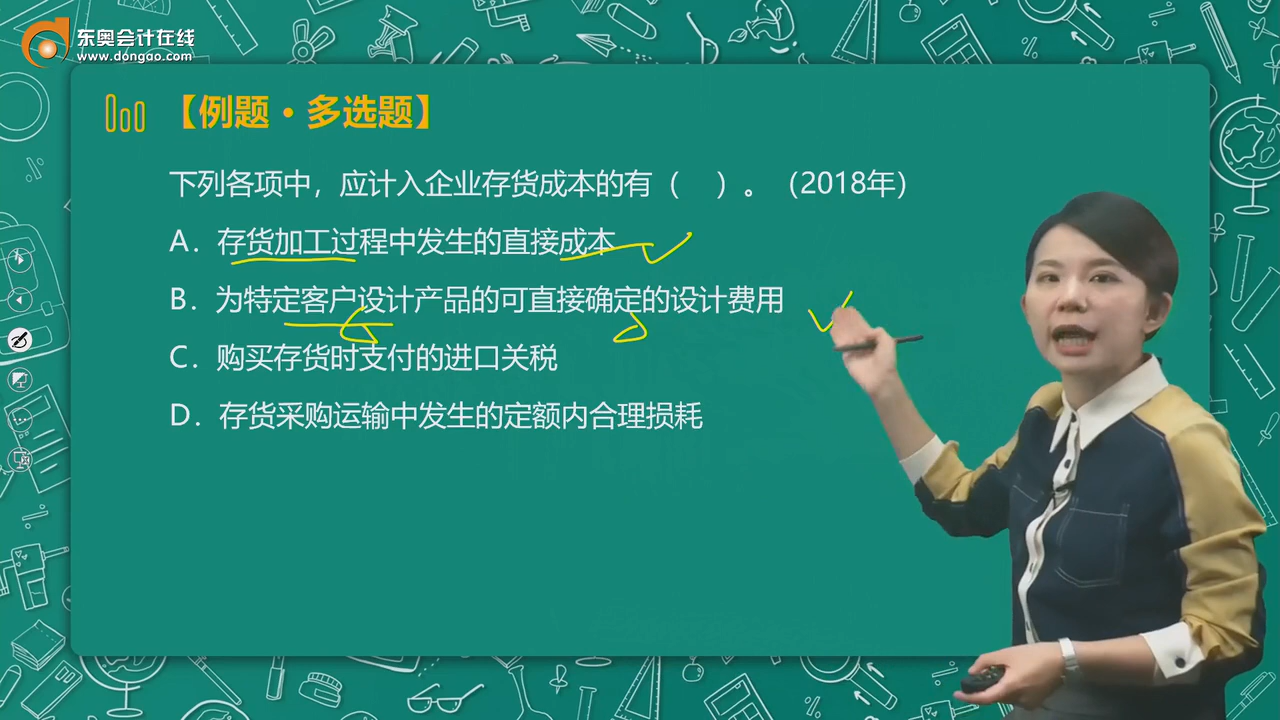 东奥会计在线
www.dongao.com
【例题·多选题】
下列各项中，应计入企业存货成本的有（ ）。（2018年）
A．存货加工过程中发生的直接成本
B．为特定客户设计产品的可直接确定的设计费用
C．购买存货时支付的进口关税
D．存货采购运输中发生的定额内合理损耗